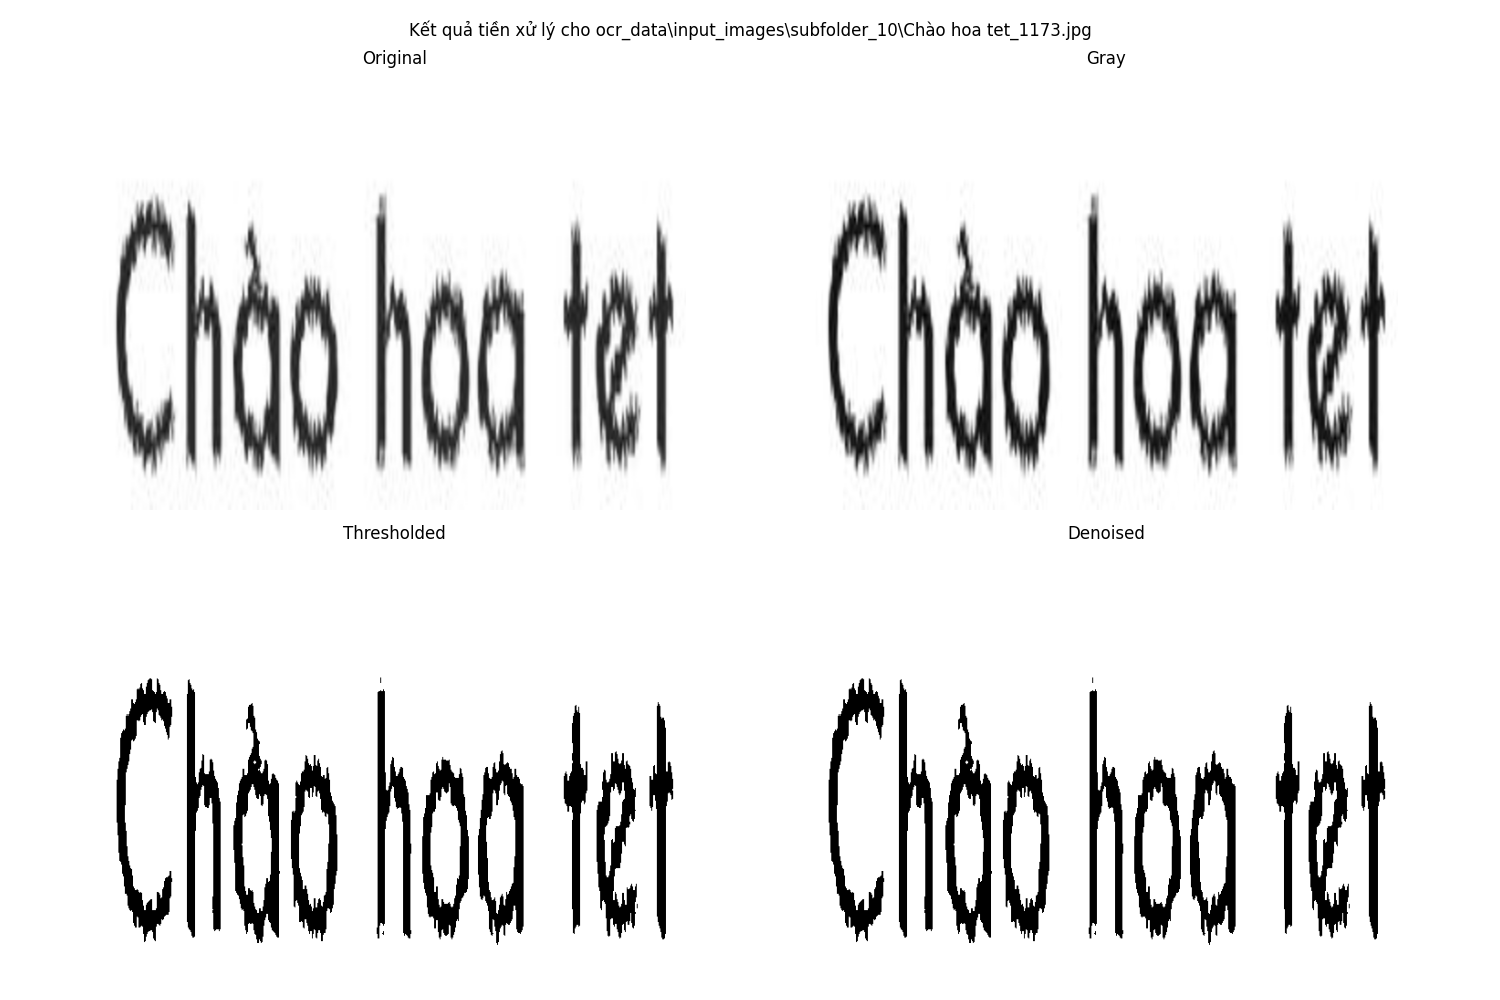 Kết quả tiền xử lý cho ocr_data\input_images\subfolder_10\Chào hoa tet_1173.jpg
Original
Gray
Chào hoa tet
Chào hoa tet
Thresholded
Denoised
Chào hoa tet
Chào hoa tet